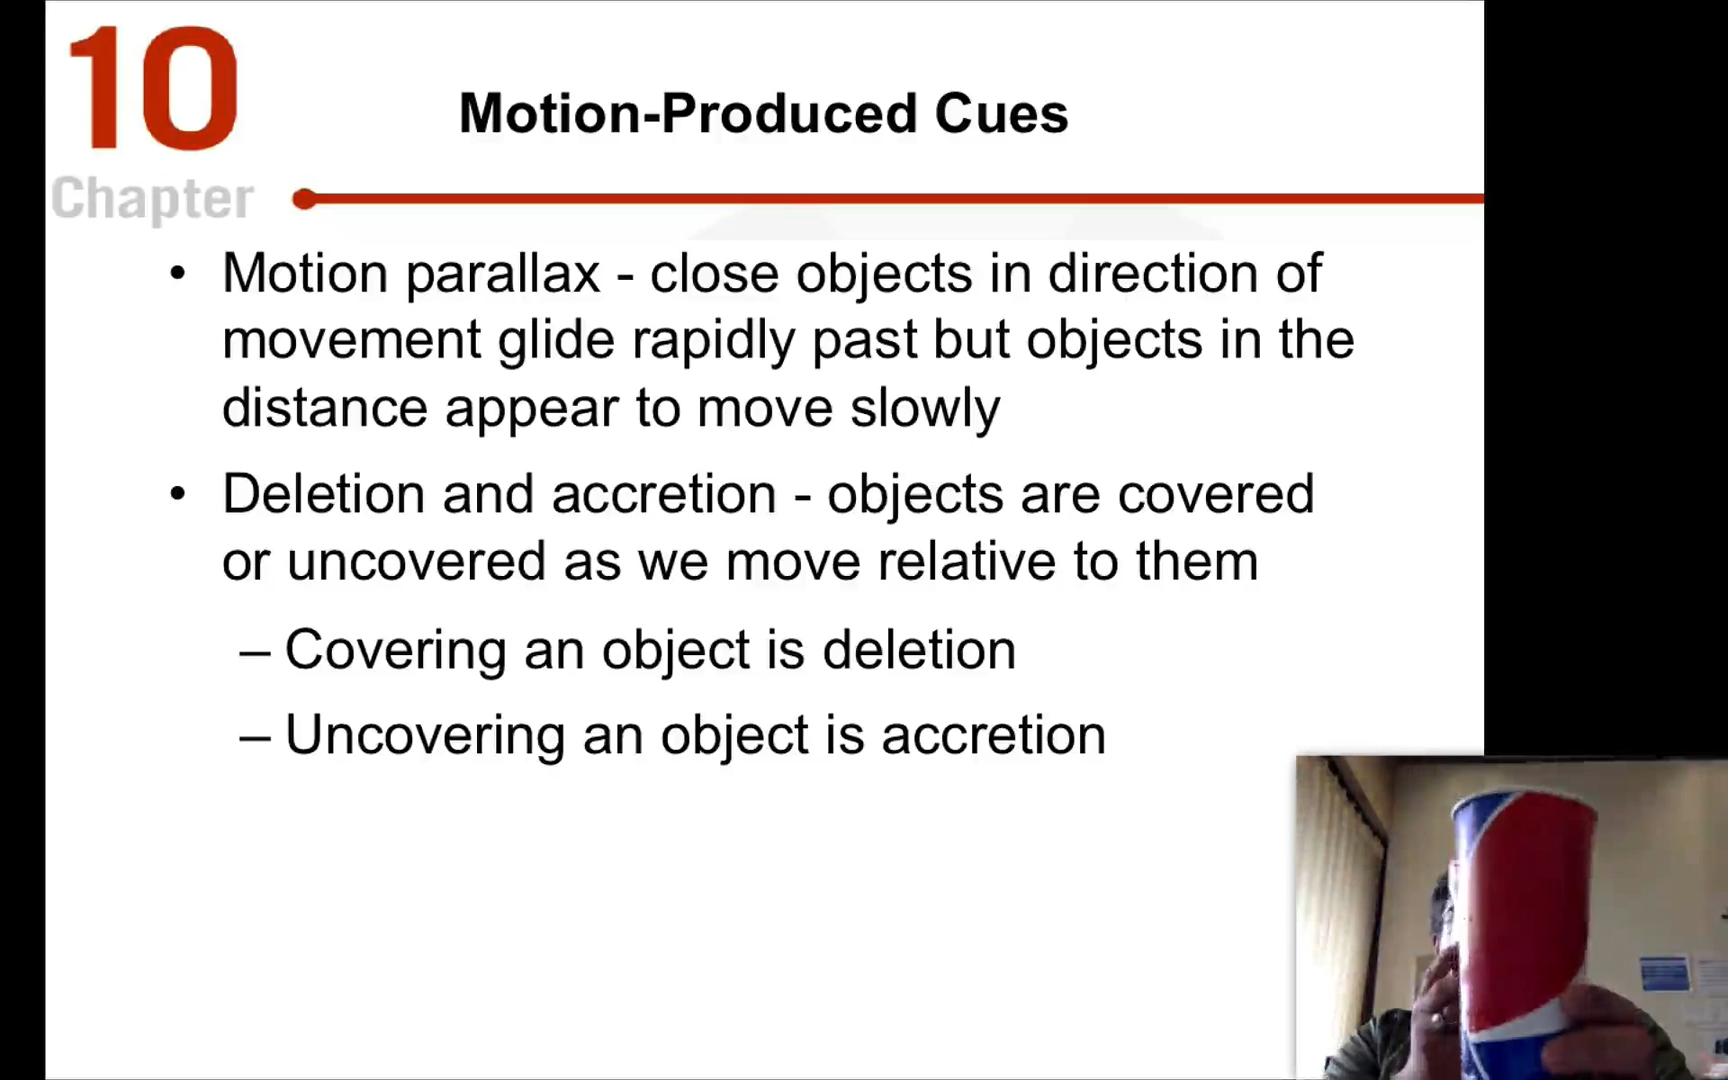 10
Chapter
Motion-Produced Cues
• Motion parallax - close objects in direction of
movement glide rapidly past but objects in the
distance appear to move slowly
• Deletion and accretion - objects are covered
or uncovered as we move relative to them
– Covering an object is deletion
– Uncovering an object is accretion